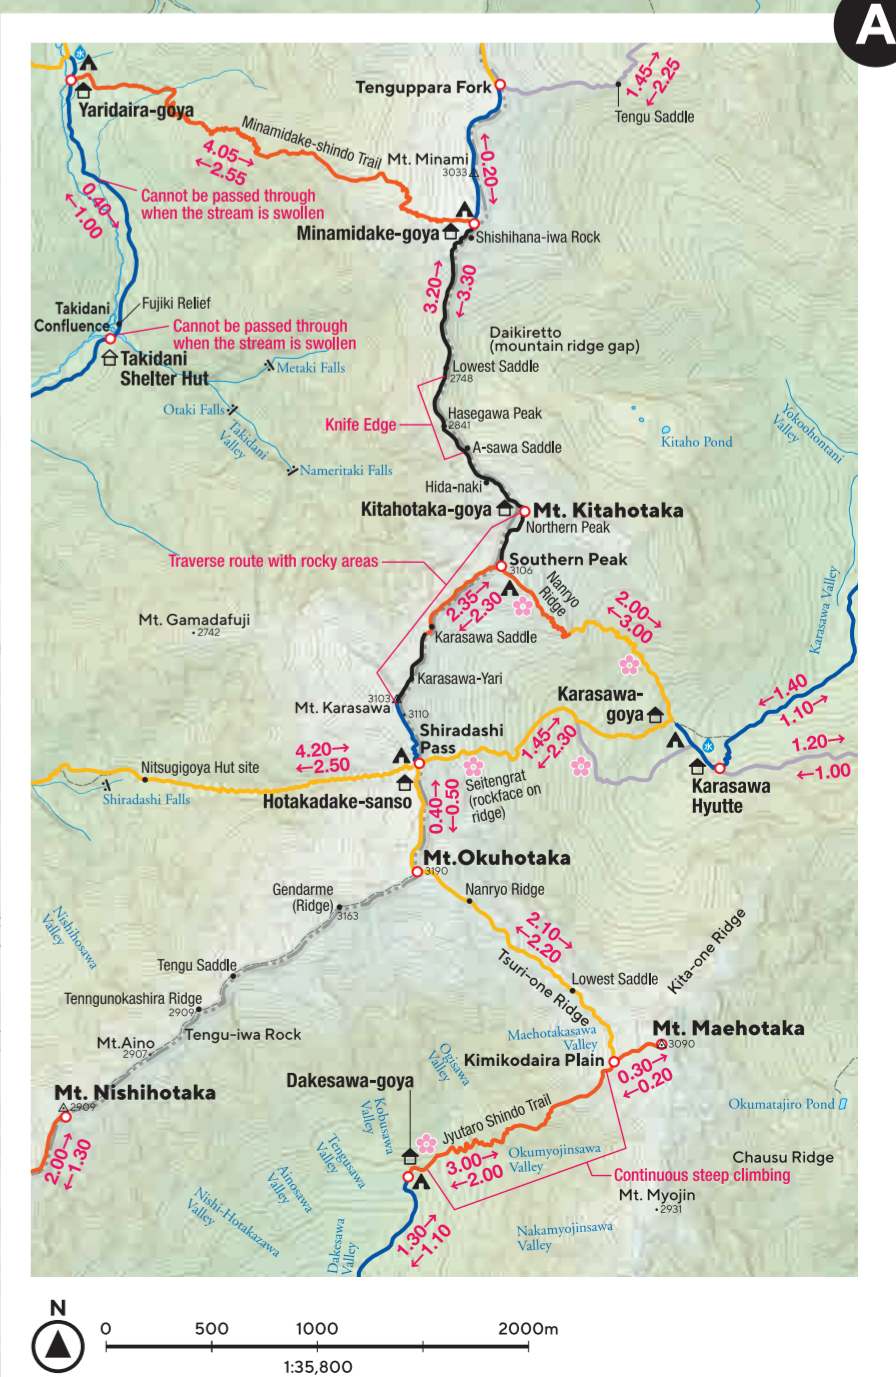 A
水
Yaridaira-goya
Minamidake-shindo Trail
4.05→
←2.55
Tenguppara Fork
1.45→
←2.25
Tengu Saddle
Mt. Minami
3033
←0.20→
0.40→
←1.00
Cannot be passed through
when the stream is swollen
Minamidake-goya
Shishihana-iwa Rock
3.20→
←3.30
Takidani
Confluence
Fujiki Relief
Cannot be passed through
when the stream is swollen
Takidani
Shelter Hut
Metaki Falls
Otaki Falls
Takidani
Valley
Nameritaki Falls
Daikiretto
(mountain ridge gap)
Lowest Saddle
2748
Knife Edge
Hasegawa Peak
2841
A-sawa Saddle
Hida-naki
Kitaho Pond
Yokoohontani
Valley
Kitahotaka-goya
Mt. Kitahotaka
Northern Peak
Traverse route with rocky areas
Southern Peak
3106
Nanryo
Ridge
2.35→
←2.30
2.00→
←3.00
Karasawa Valley
Mt. Gamadafuji
2742
Karasawa Saddle
Karasawa-Yari
Karasawa-
goya
←1.40
1.10→
3103
Mt. Karasawa
3110
Shiradashi
Pass
水
1.20→
←1.00
4.20→
←2.50
1.45→
←2.30
Nitsugigoya Hut site
Shiradashi Falls
Hotakadake-sanso
Seitengrat
(rockface on
ridge)
Karasawa
Hyutte
0.40→
←0.50
Mt.Okuhotaka
3190
Gendarme
(Ridge)
3163
Nanryo Ridge
Nishihosawa
Valley
2.10→
←2.20
Kita-one Ridge
Tengu Saddle
Tsuri-one Ridge
Lowest Saddle
Tenngunokashira Ridge
2909
Tengu-iwa Rock
Mt.Aino
2907
Maehotakasawa
Valley
Mt. Maehotaka
3090
Ogisawa
Valley
Kimikodaira Plain
0.30→
←0.20
Mt. Nishihotaka
2909
Dakesawa-goya
Kobusawa
Valley
Okumatajiro Pond
Jyutaro Shindo Trail
2.00→
←1.30
Tengusawa
Valley
3.00→
←2.00
Okumyojinsawa
Valley
Chausu Ridge
Continuous steep climbing
Ainosawa
Valley
Mt. Myojin
2931
Nishi-Hotakazawa
Valley
Dakesawa
Valley
1.30→
←1.10
Nakamyojinsawa
Valley
N
0 500 1000 2000m
1:35,800